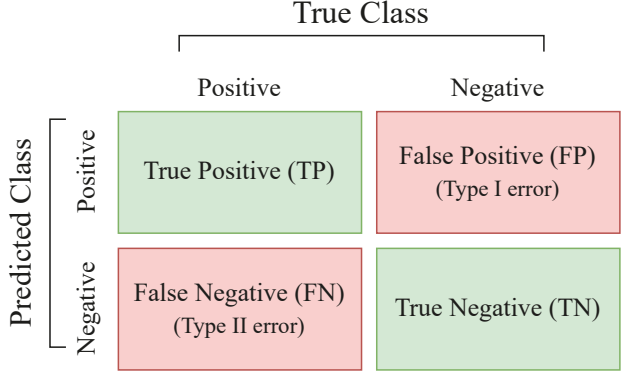 True Class
Positive
Negative
Predicted Class
Positive
True Positive (TP)
False Positive (FP)
(Type I error)
Negative
False Negative (FN)
(Type II error)
True Negative (TN)